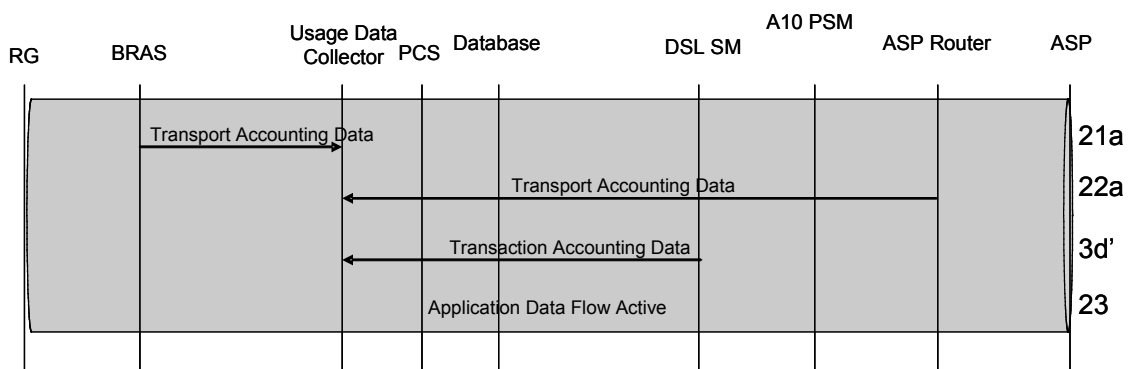 RG
BRAS
Usage Data
Collector
PCS
Database
DSL SM
A10 PSM
ASP Router
ASP
Transport Accounting Data
21a
Transport Accounting Data
22a
Transaction Accounting Data
3d’
Application Data Flow Active
23